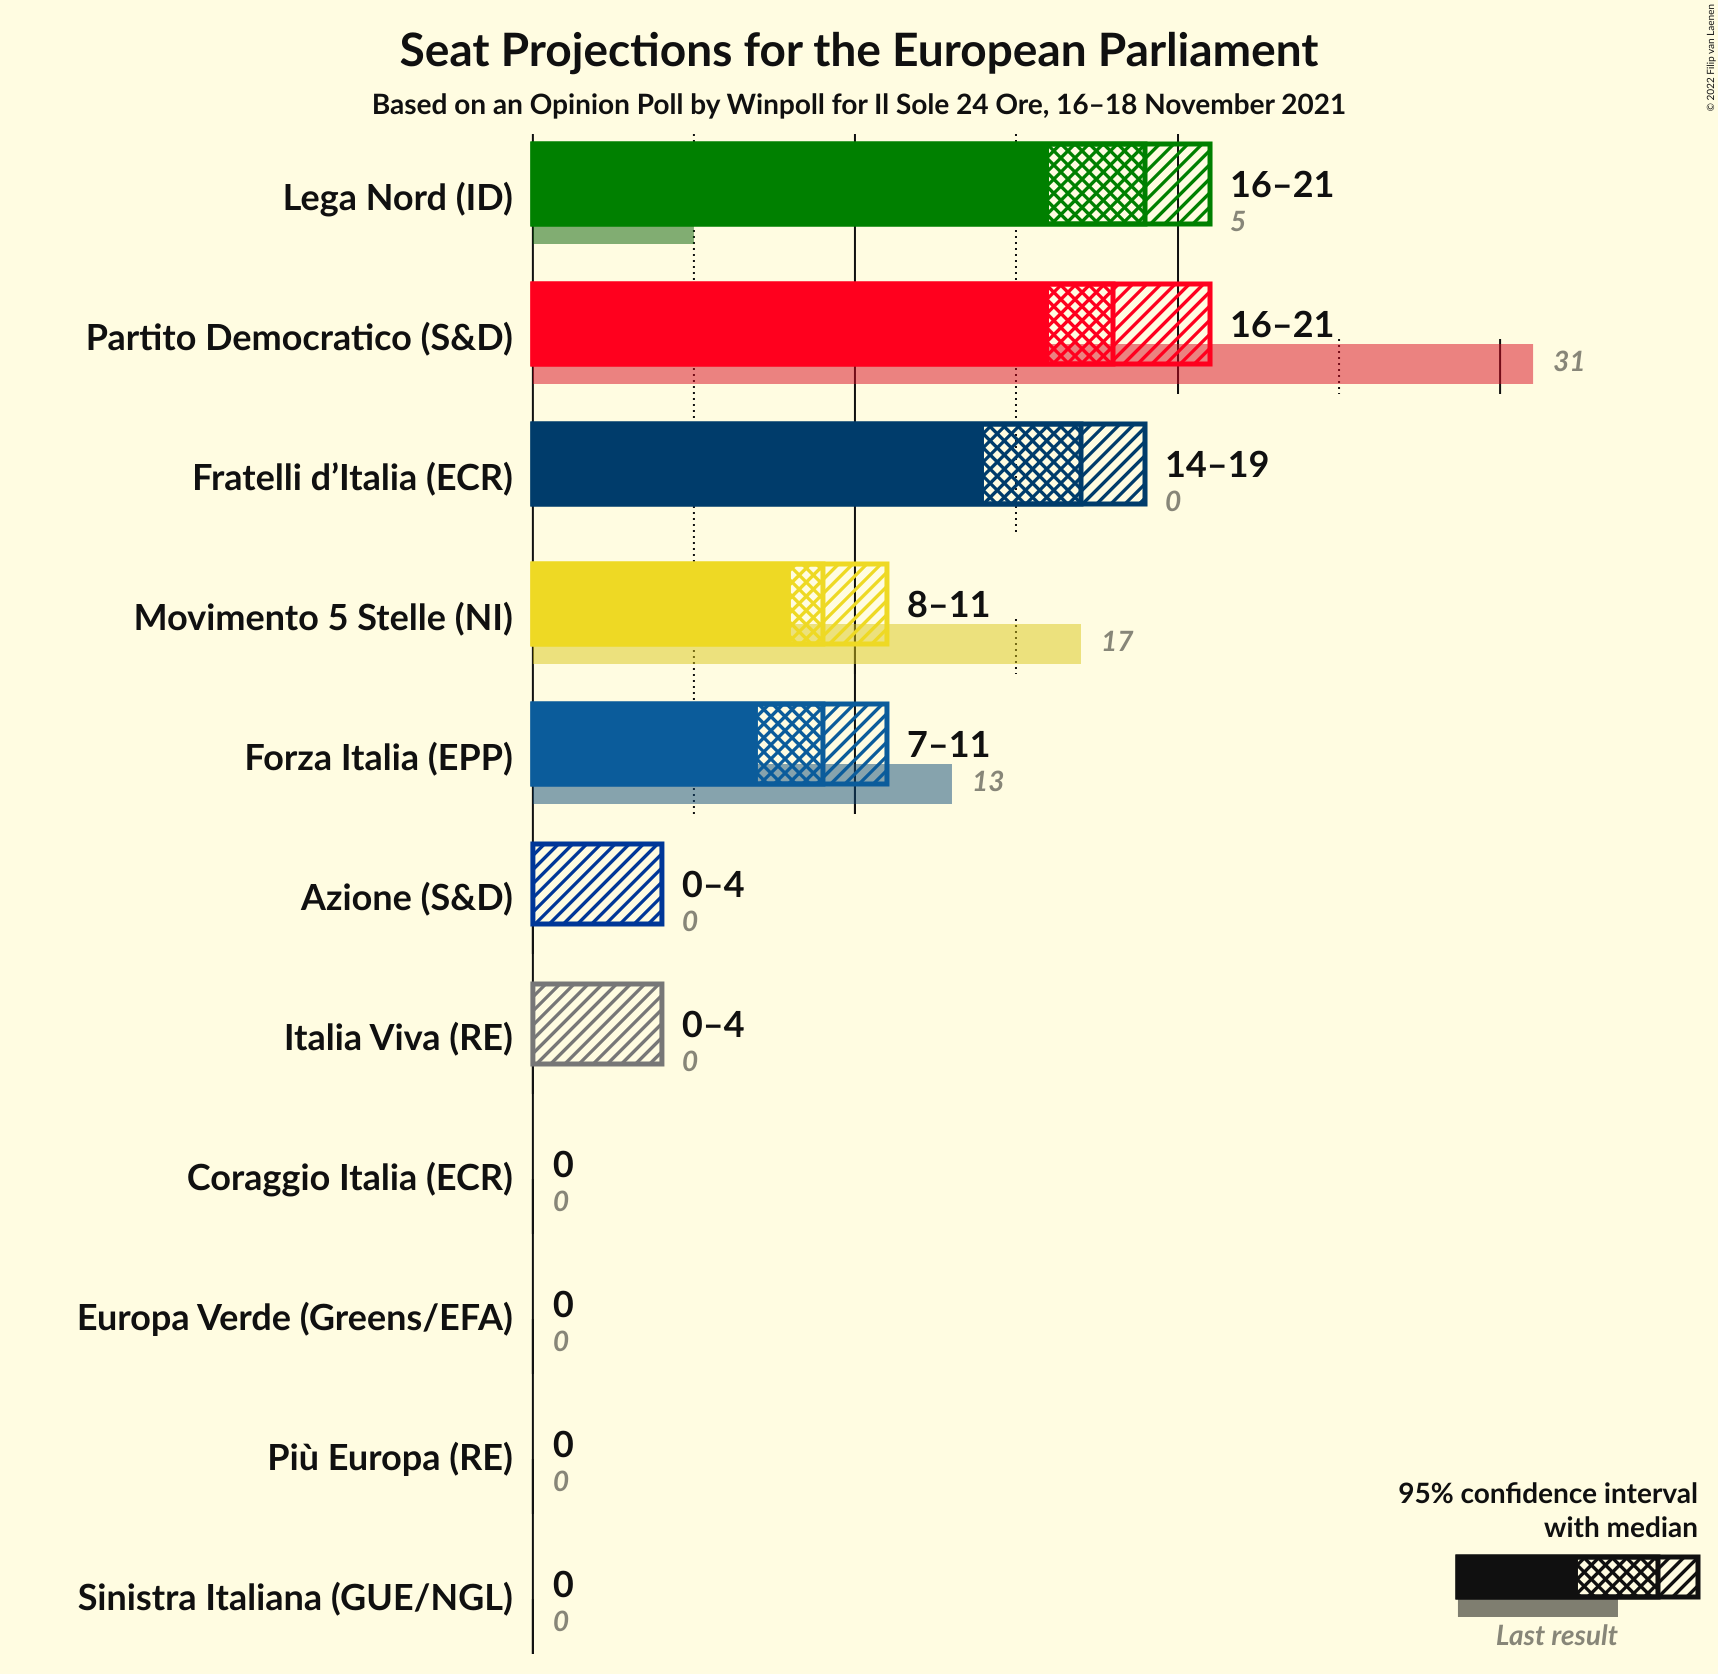 Seat Projections for the European Parliament
Based on an Opinion Poll by Winpoll for Il Sole 24 Ore, 16–18 November 2021
© 2022 Filip van Laenen
Lega Nord (ID)
16–21
5
Partito Democratico (S&D)
16–21
31
Fratelli d’Italia (ECR)
14–19
0
Movimento 5 Stelle (NI)
8–11
17
Forza Italia (EPP)
7–11
13
Azione (S&D)
0–4
0
Italia Viva (RE)
0–4
0
Coraggio Italia (ECR)
0
0
Europa Verde (Greens/EFA)
0
0
Più Europa (RE)
0
0
Sinistra Italiana (GUE/NGL)
0
0
95% confidence interval
with median
Last result